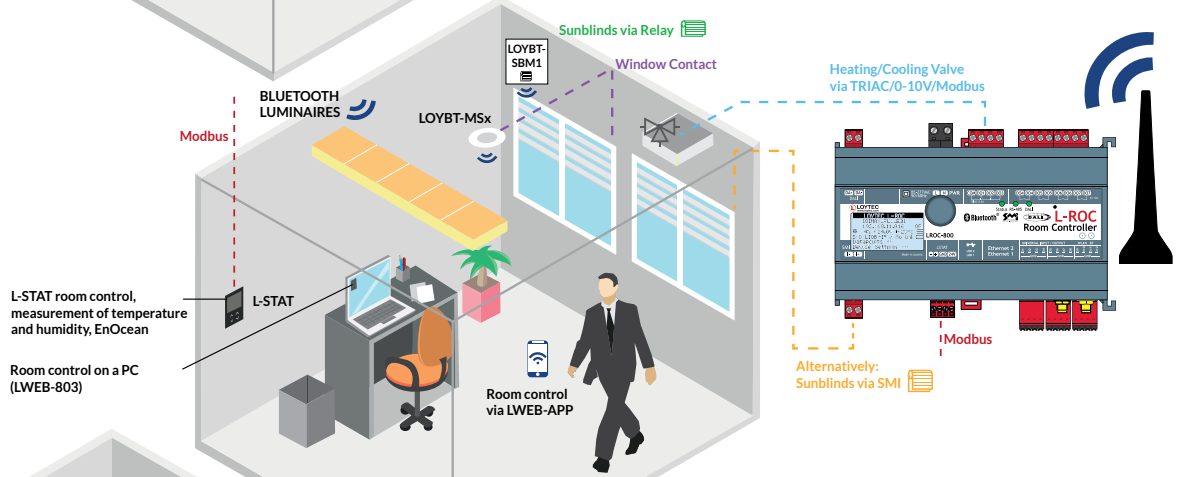 Sunblinds via Relay
LOYBT-
SBM1
Window Contact
Heating/Cooling Valve
via TRIAC/0-10V/Modbus
BLUETOOTH
LUMINAIRES
LOYBT-MSx
Modbus
L-STAT room control,
measurement of temperature
and humidity, EnOcean
L-STAT
Room control on a PC
(LWEB-803)
Room control
via LWEB-APP
PWR
LOYTEC
LOYTEC L-ROC
Bluetooth
DALI
L-ROC
Room Controller
LROC-800
Ethernet 2
Ethernet 1
Modbus
Alternatively:
Sunblinds via SMI